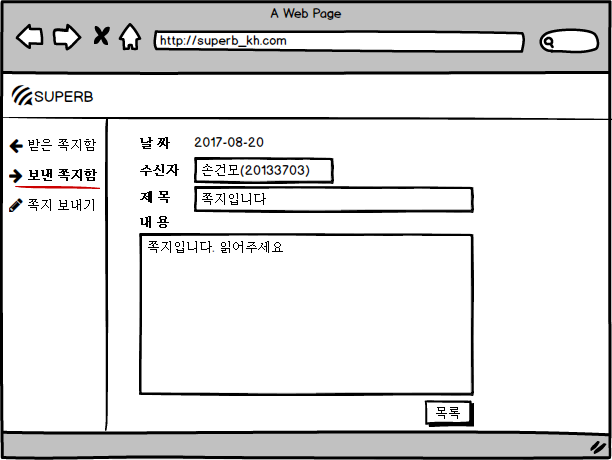 A Web Page
http://superb_kh.com
SUPERB
받은 쪽지함
보낸 쪽지함
쪽지 보내기
날 짜 2017-08-20
수신자 손건모(20133703)
제 목 쪽지입니다
내 용
쪽지입니다. 읽어주세요
목록